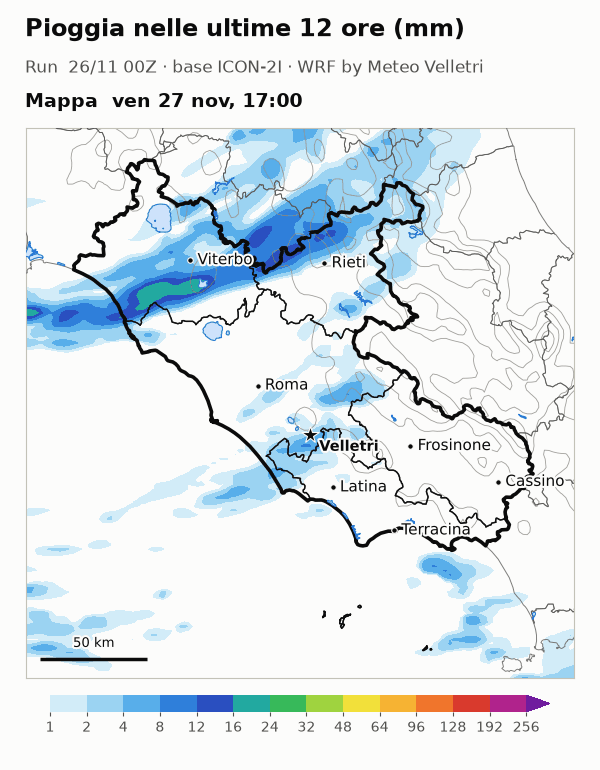 Pioggia nelle ultime 12 ore (mm)
Run 26/11 00Z · base ICON-2I · WRF by Meteo Velletri
Mappa ven 27 nov, 17:00
Viterbo
Rieti
Roma
Velletri
Frosinone
Cassino
Latina
Terracina
50 km
1 2 4 8 12 16 24 32 48 64 96 128 192 256